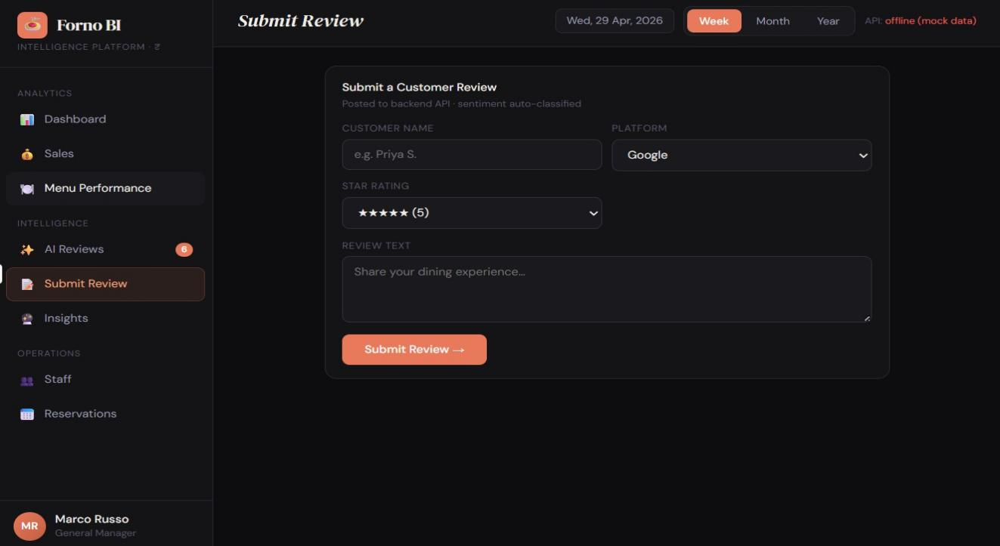 Forno BI
INTELLIGENCE PLATFORM · ₹
ANALYTICS
Dashboard
Sales
Menu Performance
INTELLIGENCE
AI Reviews 6
Submit Review
Insights
OPERATIONS
Staff
Reservations
MR
Marco Russo
General Manager
Submit Review
Wed, 29 Apr, 2026
Week Month Year
API: offline (mock data)
Submit a Customer Review
Posted to backend API · sentiment auto-classified
CUSTOMER NAME PLATFORM
e.g. Priya S. Google
STAR RATING
★★★★★ (5)
REVIEW TEXT
Share your dining experience...
Submit Review →